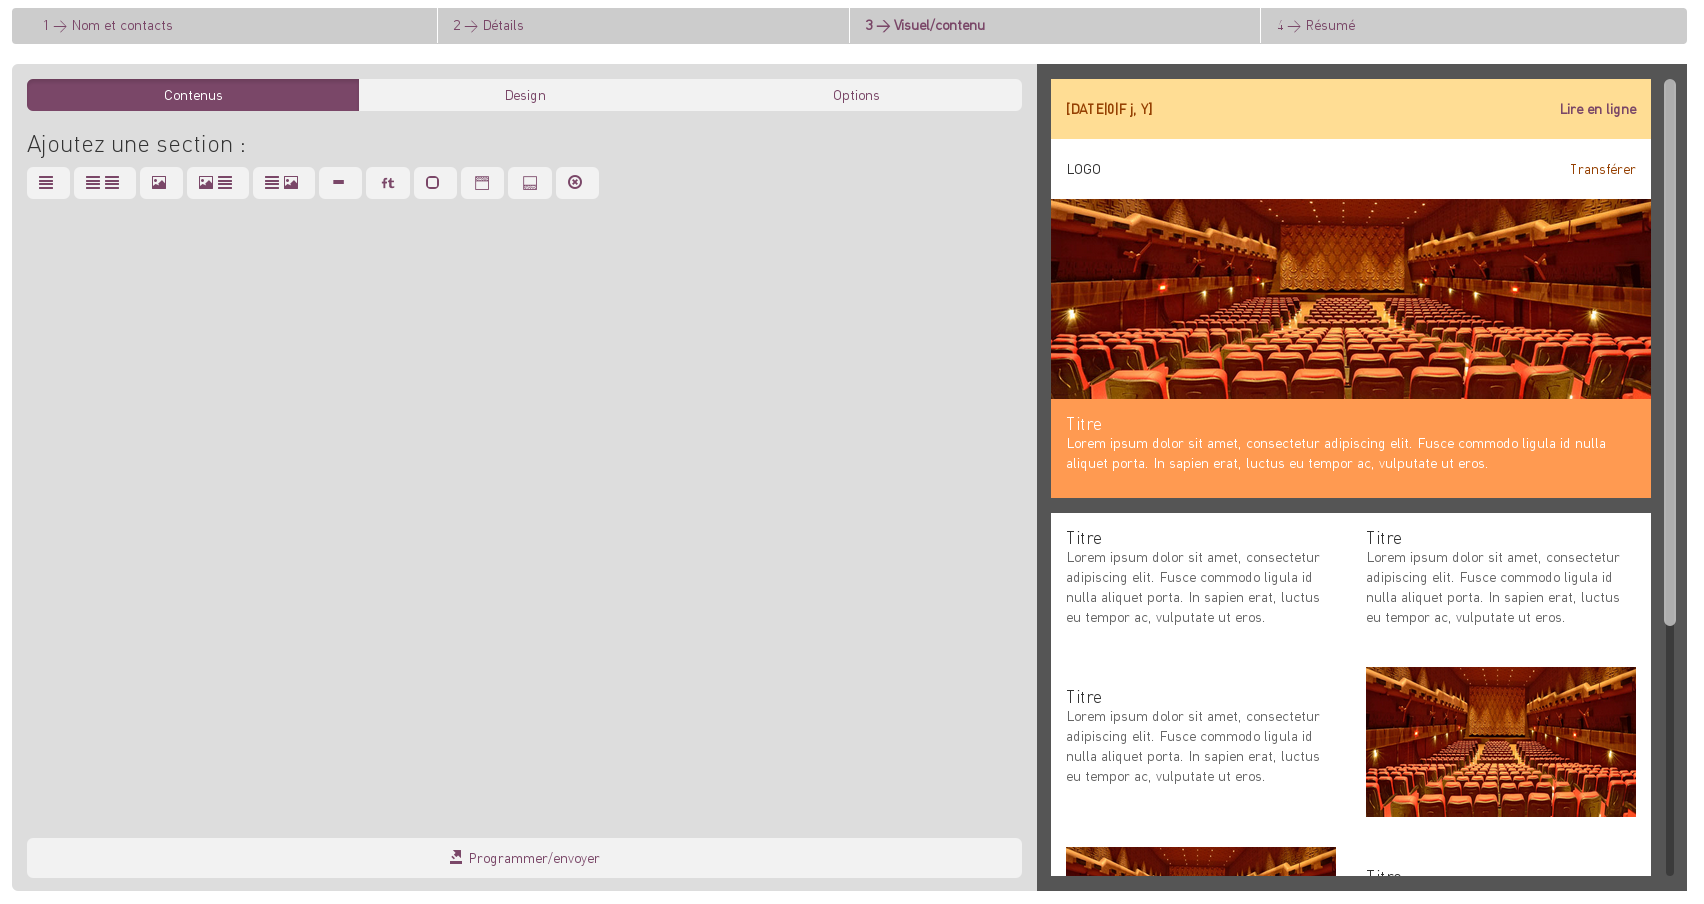 1 → Nom et contacts
2 → Détails
3 → Visuel/contenu
4 → Résumé
Contenus
Design
Options
Ajoutez une section :
ft
Programmer/envoyer
[DATE|0|F j, Y]
Lire en ligne
LOGO
Transférer
Titre
Lorem ipsum dolor sit amet, consectetur adipiscing elit. Fusce commodo ligula id nulla
aliquet porta. In sapien erat, luctus eu tempor ac, vulputate ut eros.
Titre
Lorem ipsum dolor sit amet, consectetur
adipiscing elit. Fusce commodo ligula id
nulla aliquet porta. In sapien erat, luctus
eu tempor ac, vulputate ut eros.
Titre
Lorem ipsum dolor sit amet, consectetur
adipiscing elit. Fusce commodo ligula id
nulla aliquet porta. In sapien erat, luctus
eu tempor ac, vulputate ut eros.
Titre
Lorem ipsum dolor sit amet, consectetur
adipiscing elit. Fusce commodo ligula id
nulla aliquet porta. In sapien erat, luctus
eu tempor ac, vulputate ut eros.
Titre